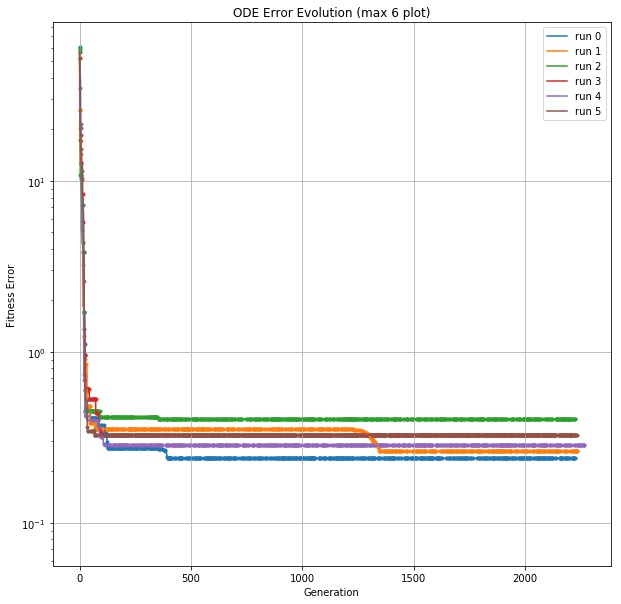 ODE Error Evolution (max 6 plot)
run 0
run 1
run 2
run 3
run 4
run 5
10¹
10⁰
10⁻¹
Fitness Error
0 500 1000 1500 2000
Generation